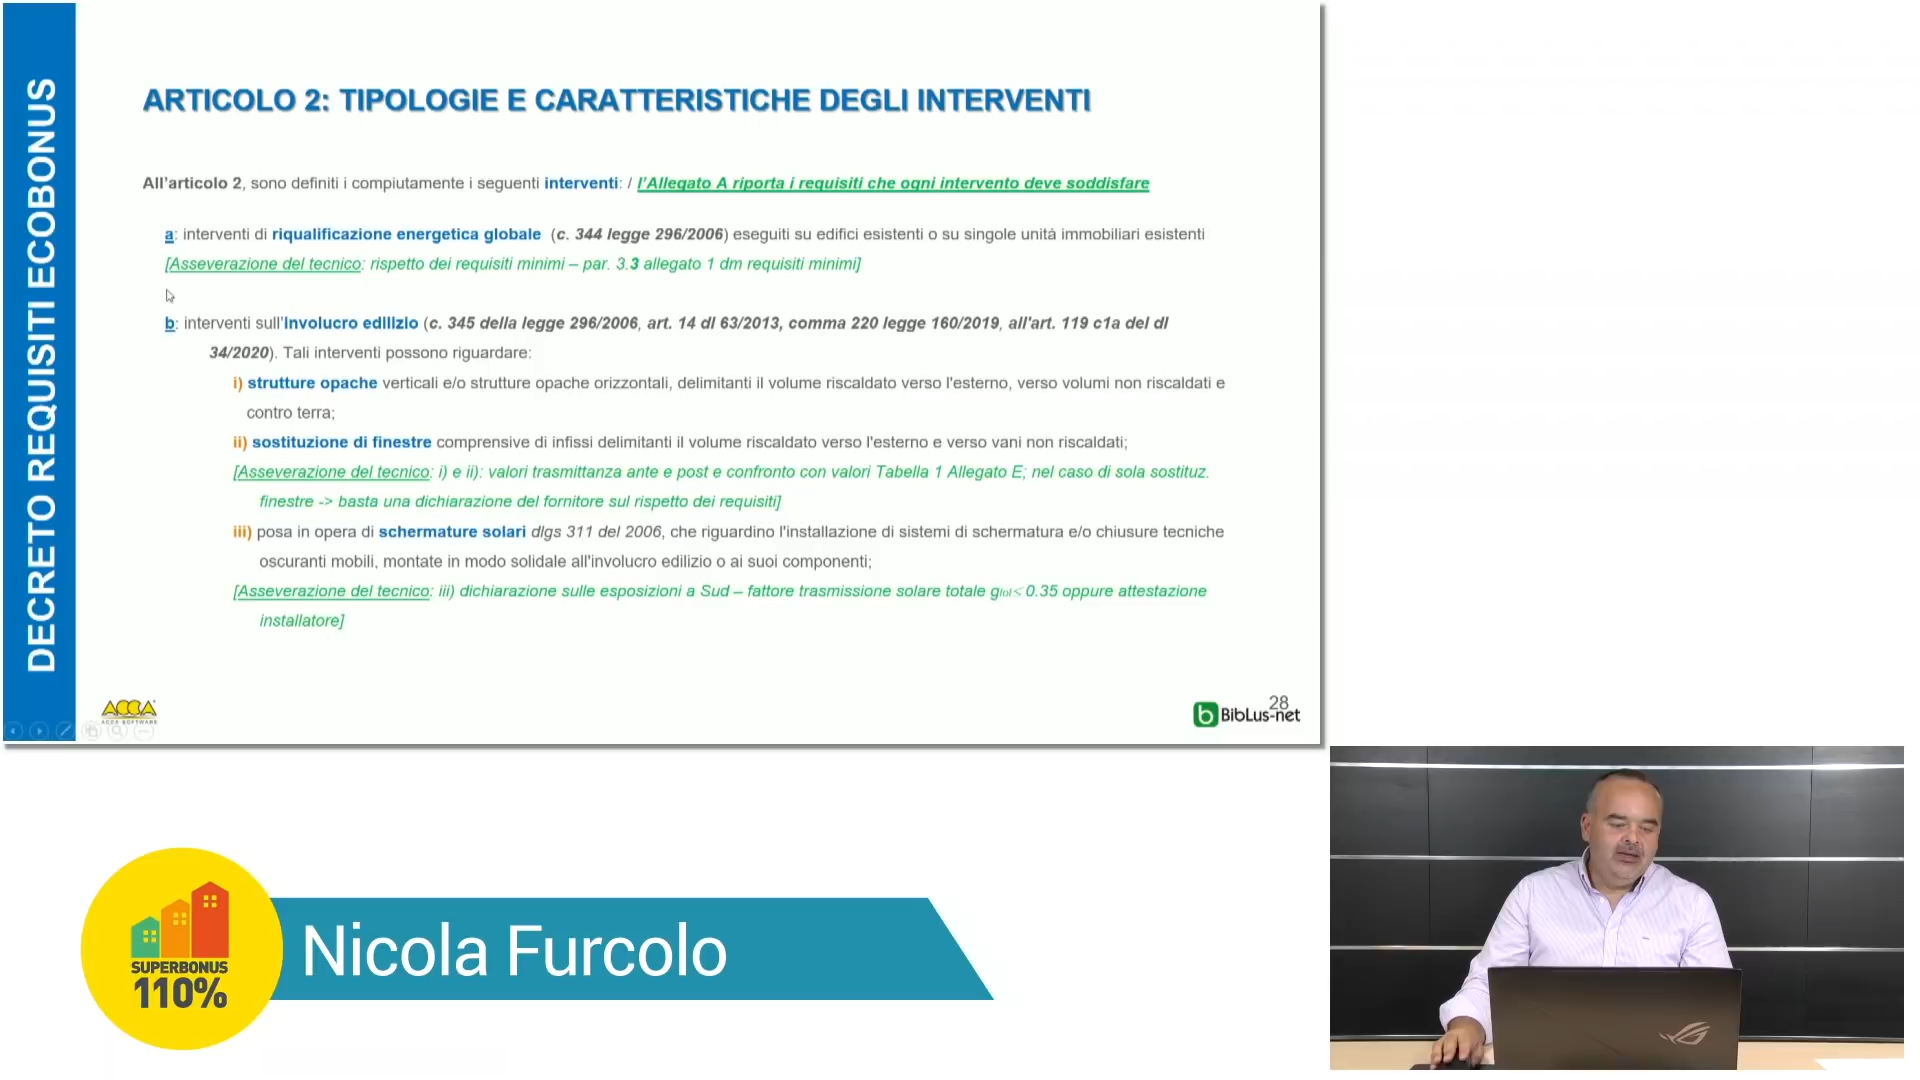 DECRETO REQUISITI ECOBONUS
ARTICOLO 2: TIPOLOGIE E CARATTERISTICHE DEGLI INTERVENTI
All'articolo 2, sono definiti i compiutamente i seguenti interventi: / l'Allegato A riporta i requisiti che ogni intervento deve soddisfare
a: interventi di riqualificazione energetica globale (c. 344 legge 296/2006) eseguiti su edifici esistenti o su singole unità immobiliari esistenti
[Asseverazione del tecnico: rispetto dei requisiti minimi – par. 3.3 allegato 1 dm requisiti minimi]
b: interventi sull'involucro edilizio (c. 345 della legge 296/2006, art. 14 dl 63/2013, comma 220 legge 160/2019, all'art. 119 c1a del dl
34/2020). Tali interventi possono riguardare:
i) strutture opache verticali e/o strutture opache orizzontali, delimitanti il volume riscaldato verso l'esterno, verso volumi non riscaldati e
contro terra;
ii) sostituzione di finestre comprensive di infissi delimitanti il volume riscaldato verso l'esterno e verso vani non riscaldati;
[Asseverazione del tecnico: i) e ii): valori trasmittanza ante e post e confronto con valori Tabella 1 Allegato E; nel caso di sola sostituz.
finestre -> basta una dichiarazione del fornitore sul rispetto dei requisiti]
iii) posa in opera di schermature solari dlgs 311 del 2006, che riguardino l'installazione di sistemi di schermatura e/o chiusure tecniche
oscuranti mobili, montate in modo solidale all'involucro edilizio o ai suoi componenti;
[Asseverazione del tecnico: iii) dichiarazione sulle esposizioni a Sud – fattore trasmissione solare totale gtot≤ 0.35 oppure attestazione
installatore]
ACCA
ACCA SOFTWARE
28
b BibLus-net
SUPERBONUS
110%
Nicola Furcolo